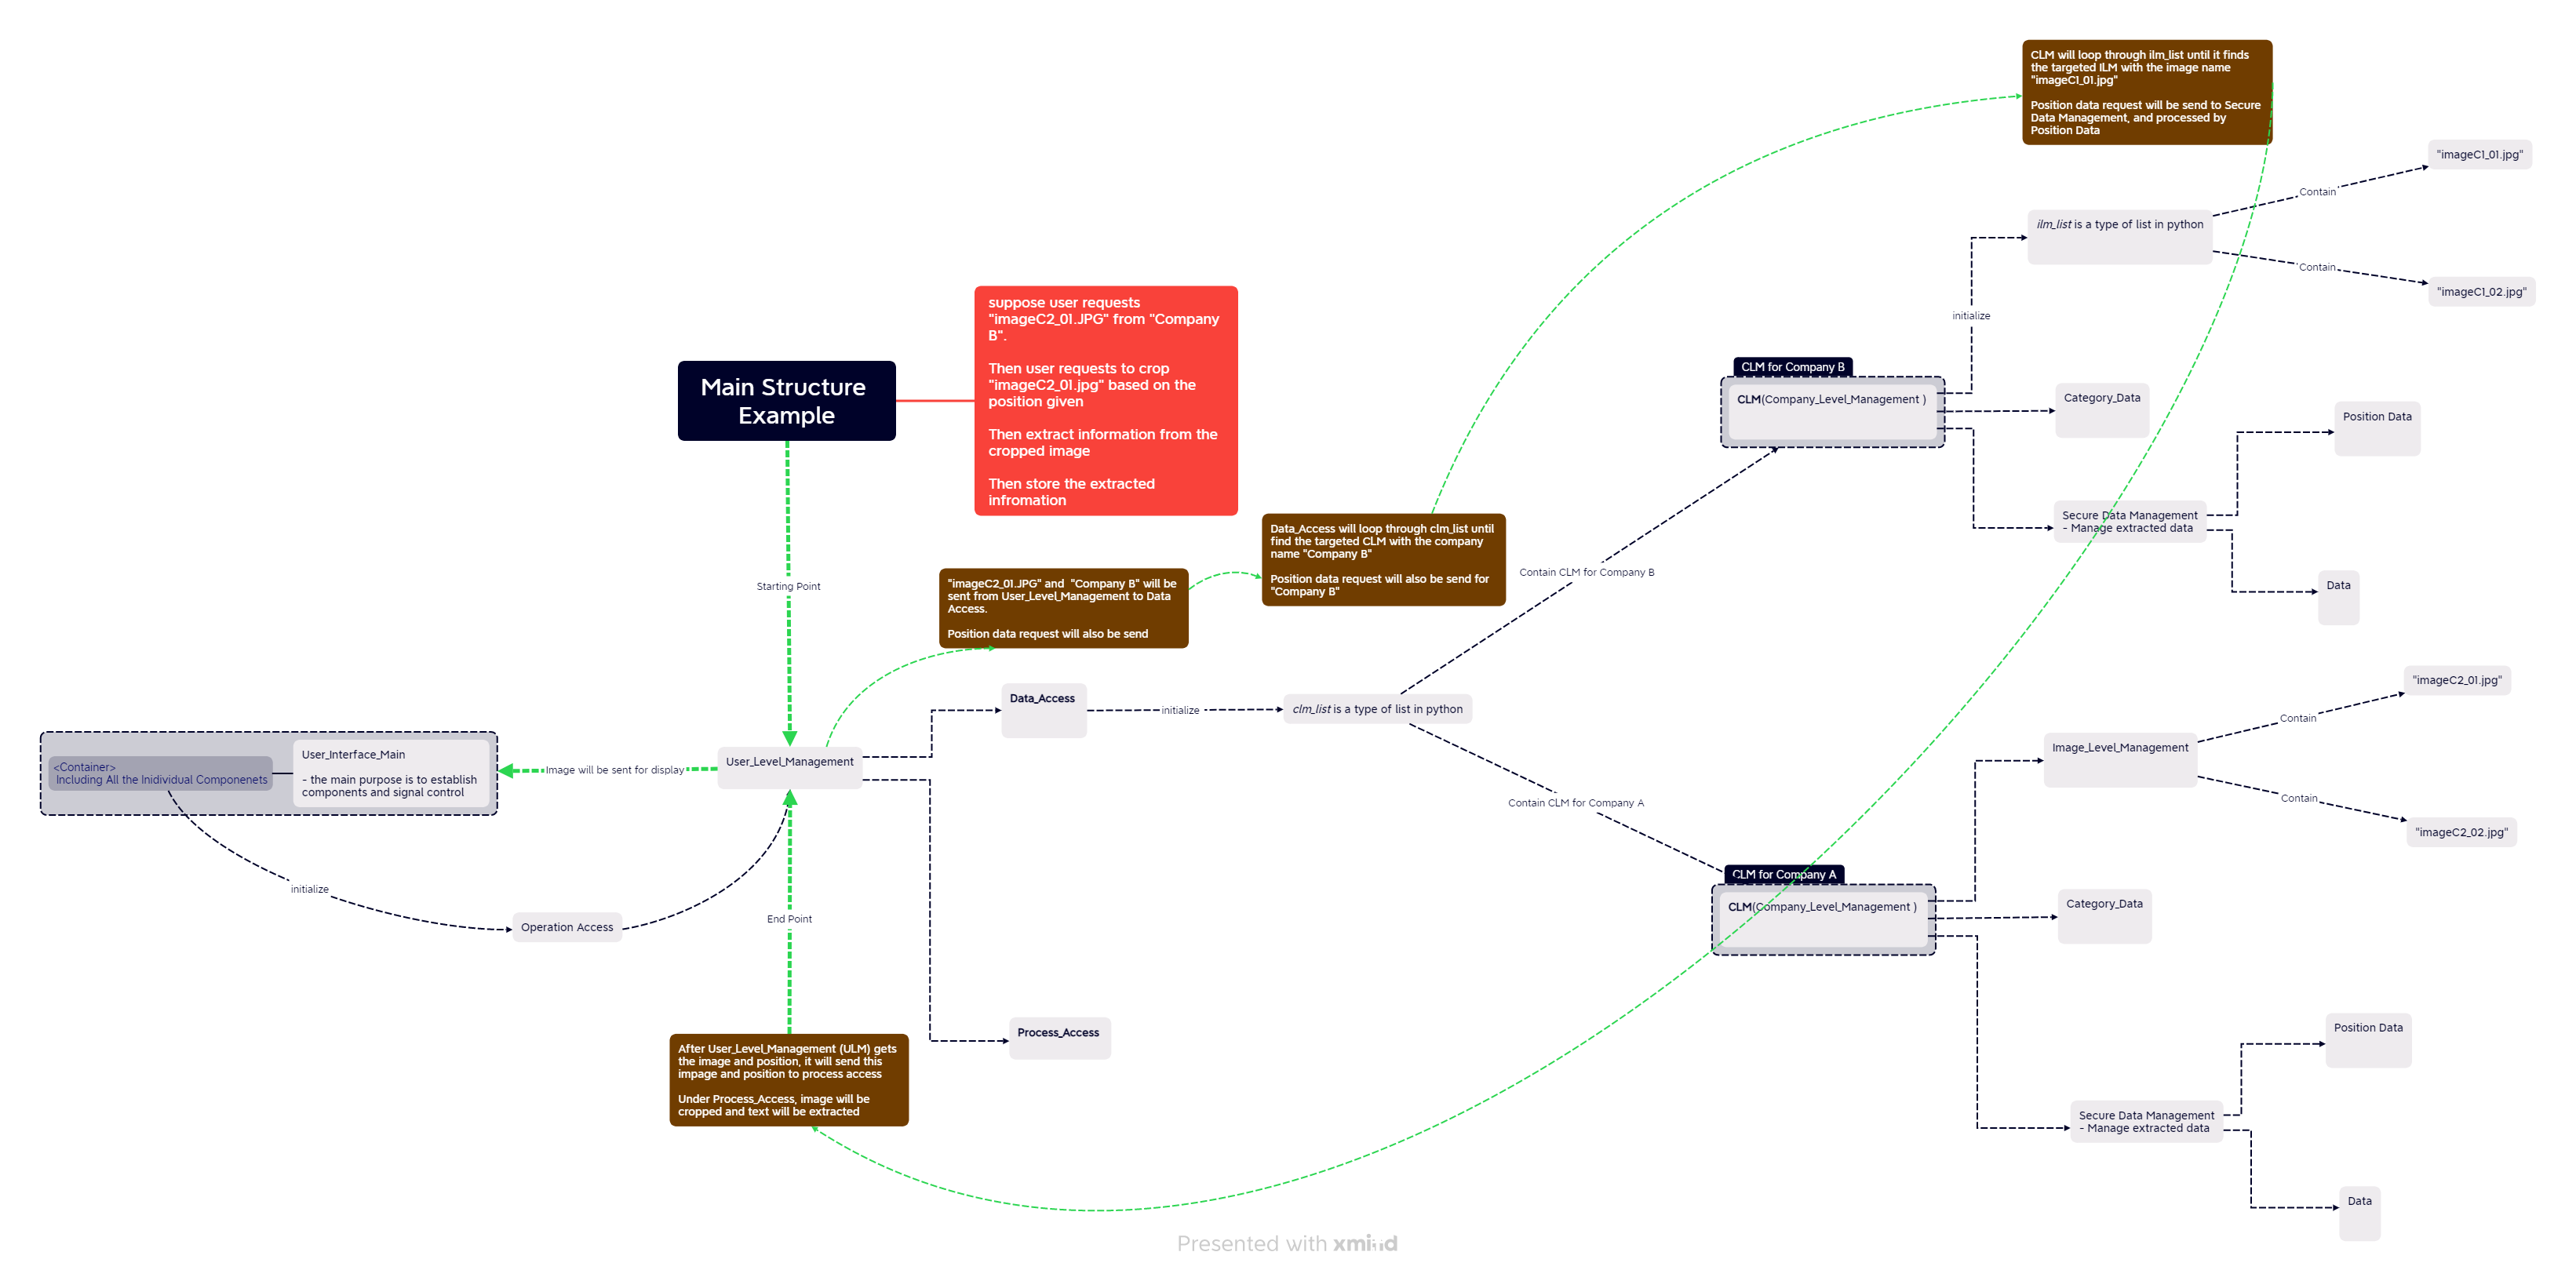 CLM will loop through ilm_list until it finds
the targeted ILM with the image name
"imageC1_01.jpg"
Position data request will be send to Secure
Data Management, and processed by
Position Data
"imageC1_01.jpg"
Contain
ilm_list is a type of list in python
Contain
"imageC1_02.jpg"
initialize
suppose user requests
"imageC2_01.JPG" from "Company
B".
Then user requests to crop
"imageC2_01.jpg" based on the
position given
Then extract information from the
cropped image
Then store the extracted
infromation
Main Structure
Example
CLM for Company B
CLM(Company_Level_Management )
Category_Data
Position Data
Secure Data Management
- Manage extracted data
Data
Starting Point
"imageC2_01.JPG" and  "Company B" will be
sent from User_Level_Management to Data
Access.
Position data request will also be send
Data_Access will loop through clm_list until
find the targeted CLM with the company
name "Company B"
Position data request will also be send for
"Company B"
Contain CLM for Company B
Data_Access
initialize
clm_list is a type of list in python
"imageC2_01.jpg"
Contain
Image_Level_Management
Contain
"imageC2_02.jpg"
<Container>
Including All the Inidividual Componenets
User_Interface_Main
- the main purpose is to establish
components and signal control
Image will be sent for display
User_Level_Management
Contain CLM for Company A
initialize
Operation Access
End Point
CLM for Company A
CLM(Company_Level_Management )
Category_Data
Process_Access
Position Data
After User_Level_Management (ULM) gets
the image and position, it will send this
impage and position to process access
Under Process_Access, image will be
cropped and text will be extracted
Secure Data Management
- Manage extracted data
Data
Presented with xmind